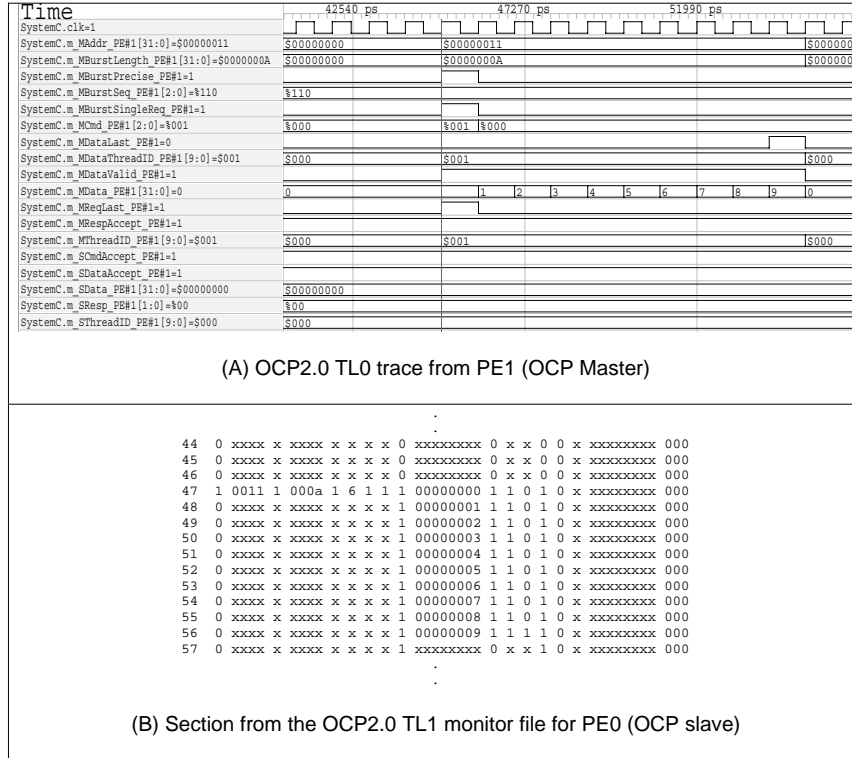 Time 42540 ps 47270 ps 51990 ps
SystemC.clk=1
SystemC.m_MAddr_PE#1[31:0]=$00000011 $00000000 $00000011 $000000
SystemC.m_MBurstLength_PE#1[31:0]=$0000000A $00000000 $0000000A $000000
SystemC.m_MBurstPrecise_PE#1=1
SystemC.m_MBurstSeq_PE#1[2:0]=%110 %110
SystemC.m_MBurstSingleReq_PE#1=1
SystemC.m_MCmd_PE#1[2:0]=%001 %000 %001 %000
SystemC.m_MDataLast_PE#1=0
SystemC.m_MDataThreadID_PE#1[9:0]=$001 $000 $001 $000
SystemC.m_MDataValid_PE#1=1
SystemC.m_MData_PE#1[31:0]=0 0 1 2 3 4 5 6 7 8 9 0
SystemC.m_MReqLast_PE#1=1
SystemC.m_MRespAccept_PE#1=1
SystemC.m_MThreadID_PE#1[9:0]=$001 $000 $001 $000
SystemC.m_SCmdAccept_PE#1=1
SystemC.m_SDataAccept_PE#1=1
SystemC.m_SData_PE#1[31:0]=$00000000 $00000000
SystemC.m_SResp_PE#1[1:0]=%00 %00
SystemC.m_SThreadID_PE#1[9:0]=$000 $000
(A) OCP2.0 TL0 trace from PE1 (OCP Master)
.
.
44 0 xxxx x xxxx x x x x 0 xxxxxxxx 0 x x 0 0 x xxxxxxxx 000
45 0 xxxx x xxxx x x x x 0 xxxxxxxx 0 x x 0 0 x xxxxxxxx 000
46 0 xxxx x xxxx x x x x 0 xxxxxxxx 0 x x 0 0 x xxxxxxxx 000
47 1 0011 1 000a 1 6 1 1 1 00000000 1 1 0 1 0 x xxxxxxxx 000
48 0 xxxx x xxxx x x x x 1 00000001 1 1 0 1 0 x xxxxxxxx 000
49 0 xxxx x xxxx x x x x 1 00000002 1 1 0 1 0 x xxxxxxxx 000
50 0 xxxx x xxxx x x x x 1 00000003 1 1 0 1 0 x xxxxxxxx 000
51 0 xxxx x xxxx x x x x 1 00000004 1 1 0 1 0 x xxxxxxxx 000
52 0 xxxx x xxxx x x x x 1 00000005 1 1 0 1 0 x xxxxxxxx 000
53 0 xxxx x xxxx x x x x 1 00000006 1 1 0 1 0 x xxxxxxxx 000
54 0 xxxx x xxxx x x x x 1 00000007 1 1 0 1 0 x xxxxxxxx 000
55 0 xxxx x xxxx x x x x 1 00000008 1 1 0 1 0 x xxxxxxxx 000
56 0 xxxx x xxxx x x x x 1 00000009 1 1 1 1 0 x xxxxxxxx 000
57 0 xxxx x xxxx x x x x 1 xxxxxxxx 0 x x 1 0 x xxxxxxxx 000
.
.
(B) Section from the OCP2.0 TL1 monitor file for PE0 (OCP slave)